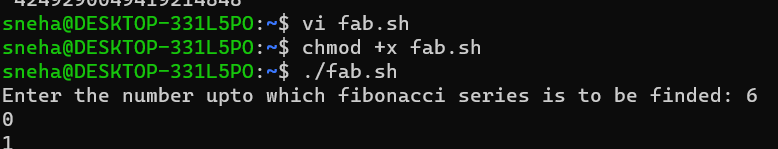 4249290049419214848
sneha@DESKTOP-331L5PO:~$ vi fab.sh
sneha@DESKTOP-331L5PO:~$ chmod +x fab.sh
sneha@DESKTOP-331L5PO:~$ ./fab.sh
Enter the number upto which fibonacci series is to be finded: 6
0
1